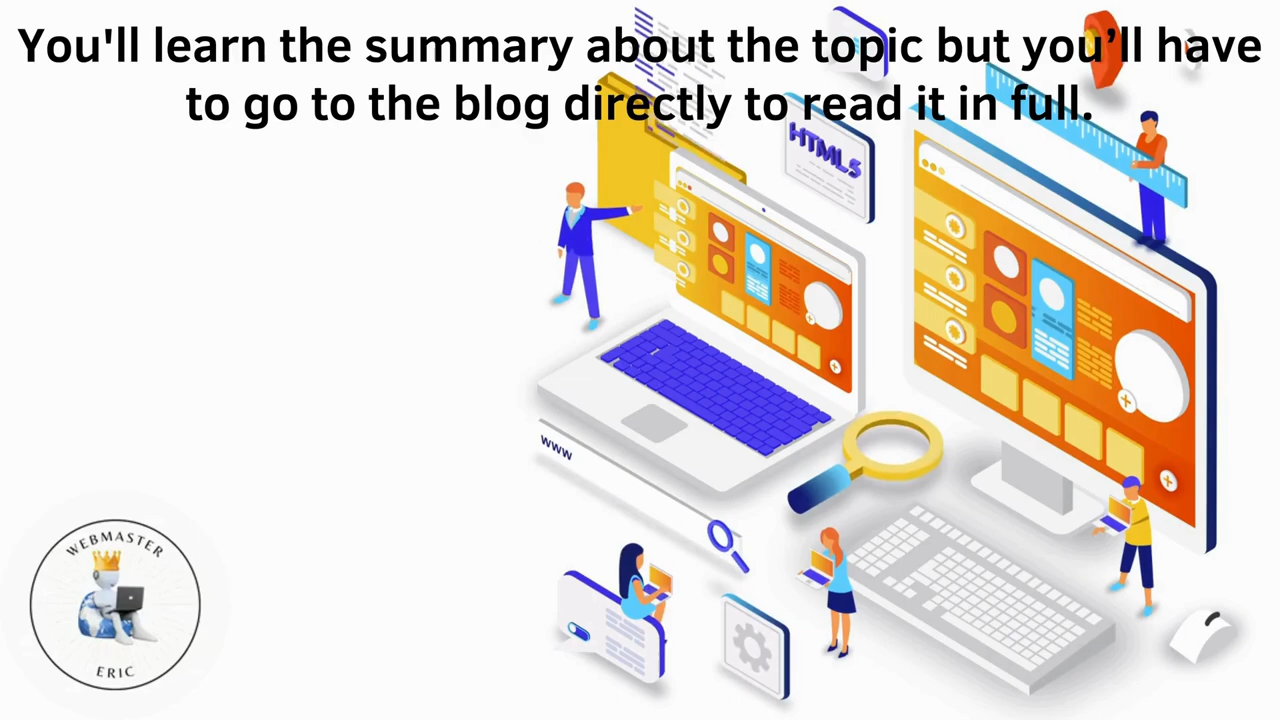 You'll learn the summary about the topic but you’ll have
to go to the blog directly to read it in full.
HTML5
www
WEBMASTER
ERIC